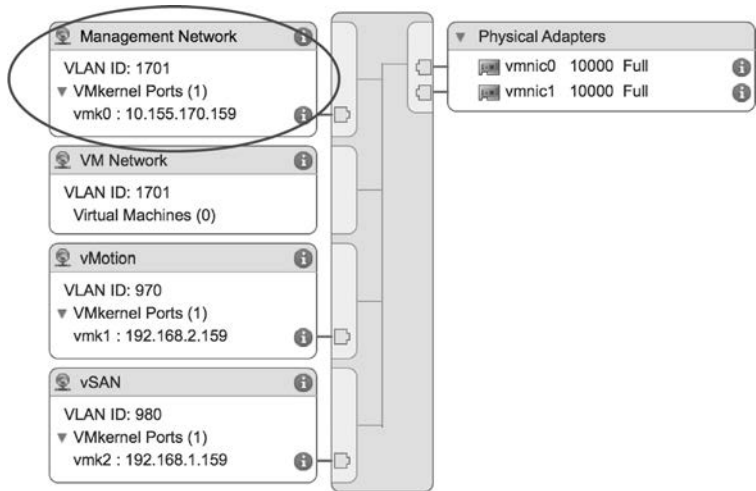 Management Network
VLAN ID: 1701
VMkernel Ports (1)
vmk0 : 10.155.170.159
VM Network
VLAN ID: 1701
Virtual Machines (0)
vMotion
VLAN ID: 970
VMkernel Ports (1)
vmk1 : 192.168.2.159
vSAN
VLAN ID: 980
VMkernel Ports (1)
vmk2 : 192.168.1.159
Physical Adapters
vmnic0 10000 Full
vmnic1 10000 Full